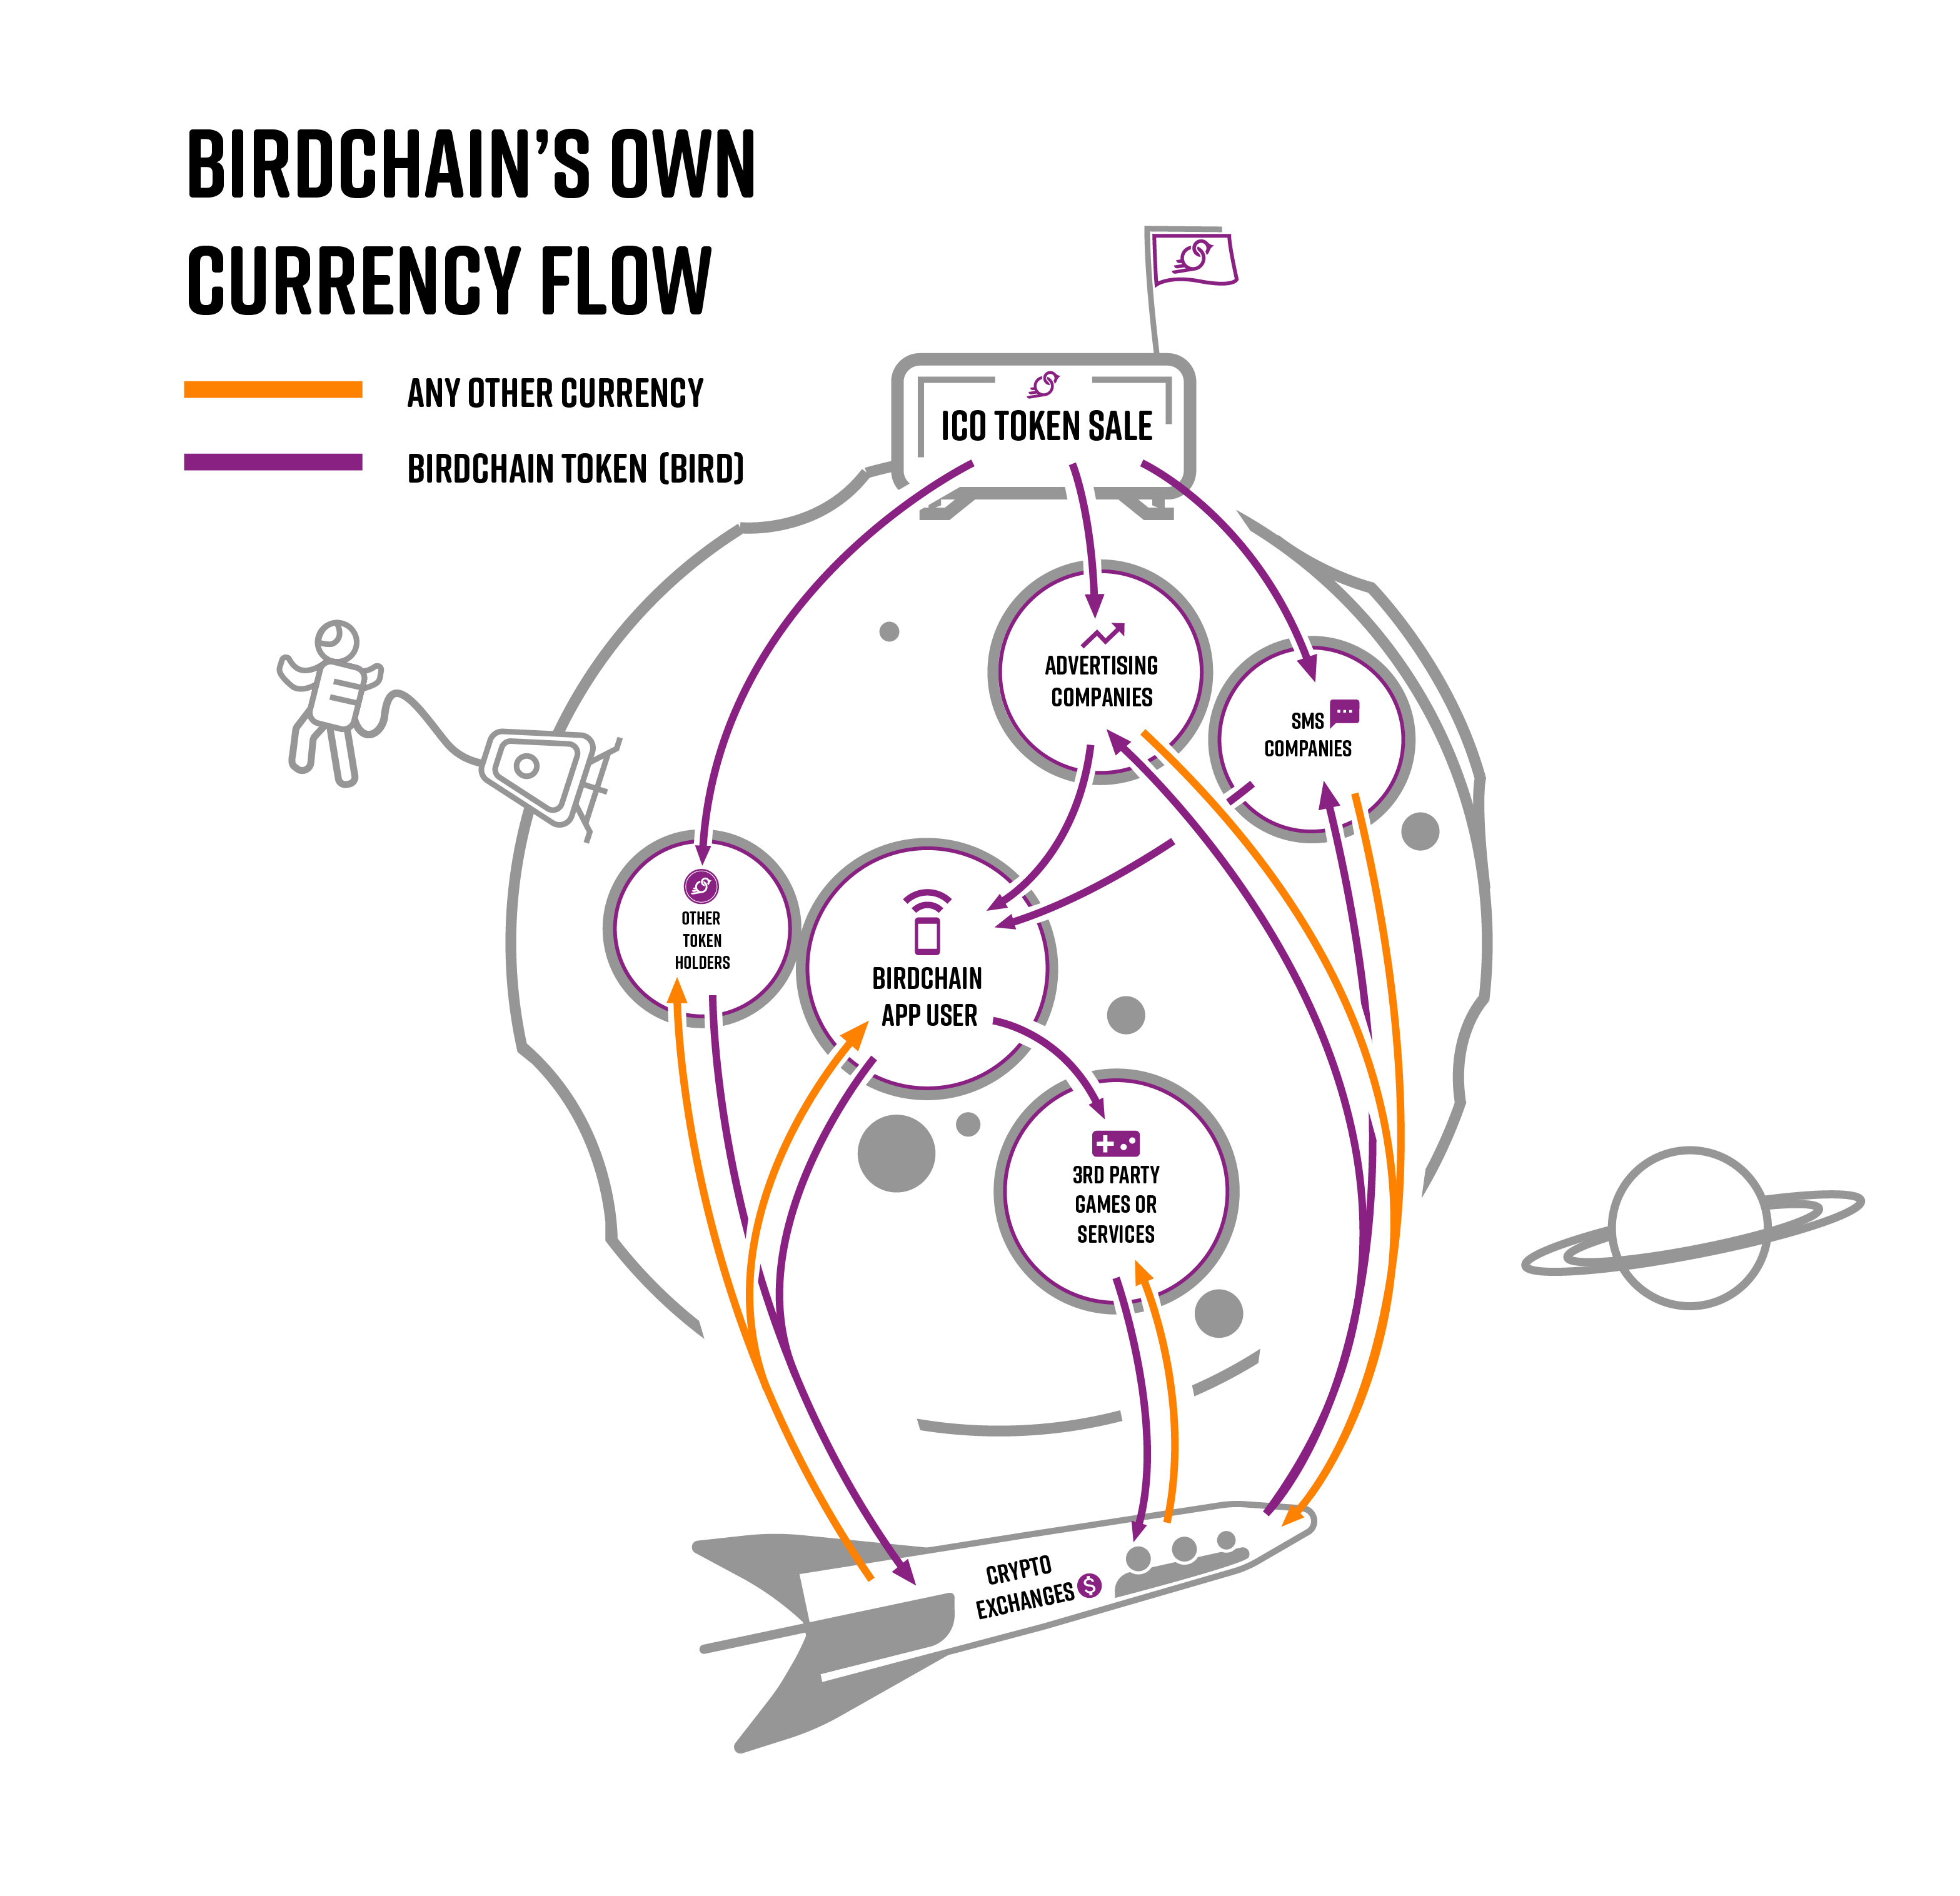 BIRDCHAIN'S OWN
CURRENCY FLOW
ANY OTHER CURRENCY
BIRDCHAIN TOKEN (BIRD)
ICO TOKEN SALE
ADVERTISING
COMPANIES
SMS
COMPANIES
OTHER
TOKEN
HOLDERS
BIRDCHAIN
APP USER
3RD PARTY
GAMES OR
SERVICES
CRYPTO
EXCHANGES $